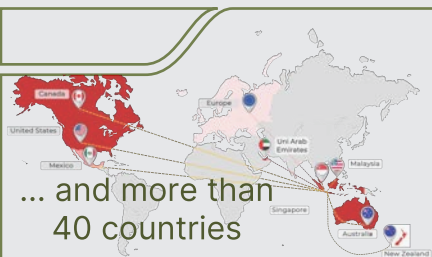 Canada
Europe
United States
Uni Arab
Emirates
Malaysia
Mexico
... and more than
40 countries
Singapore
Australia
New Zealand